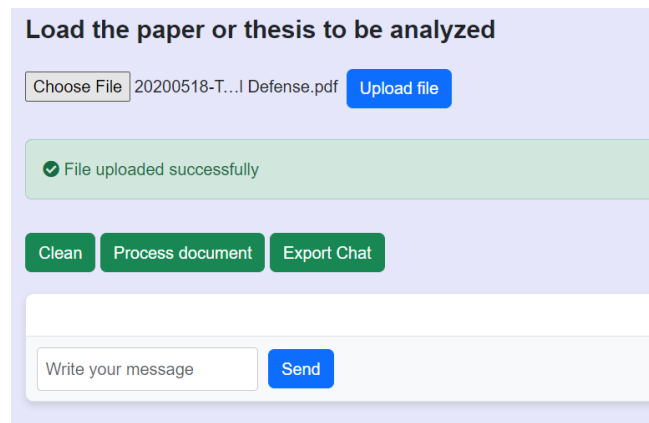 Load the paper or thesis to be analyzed
Choose File 20200518-T…l Defense.pdf Upload file
File uploaded successfully
Clean Process document Export Chat
Write your message Send